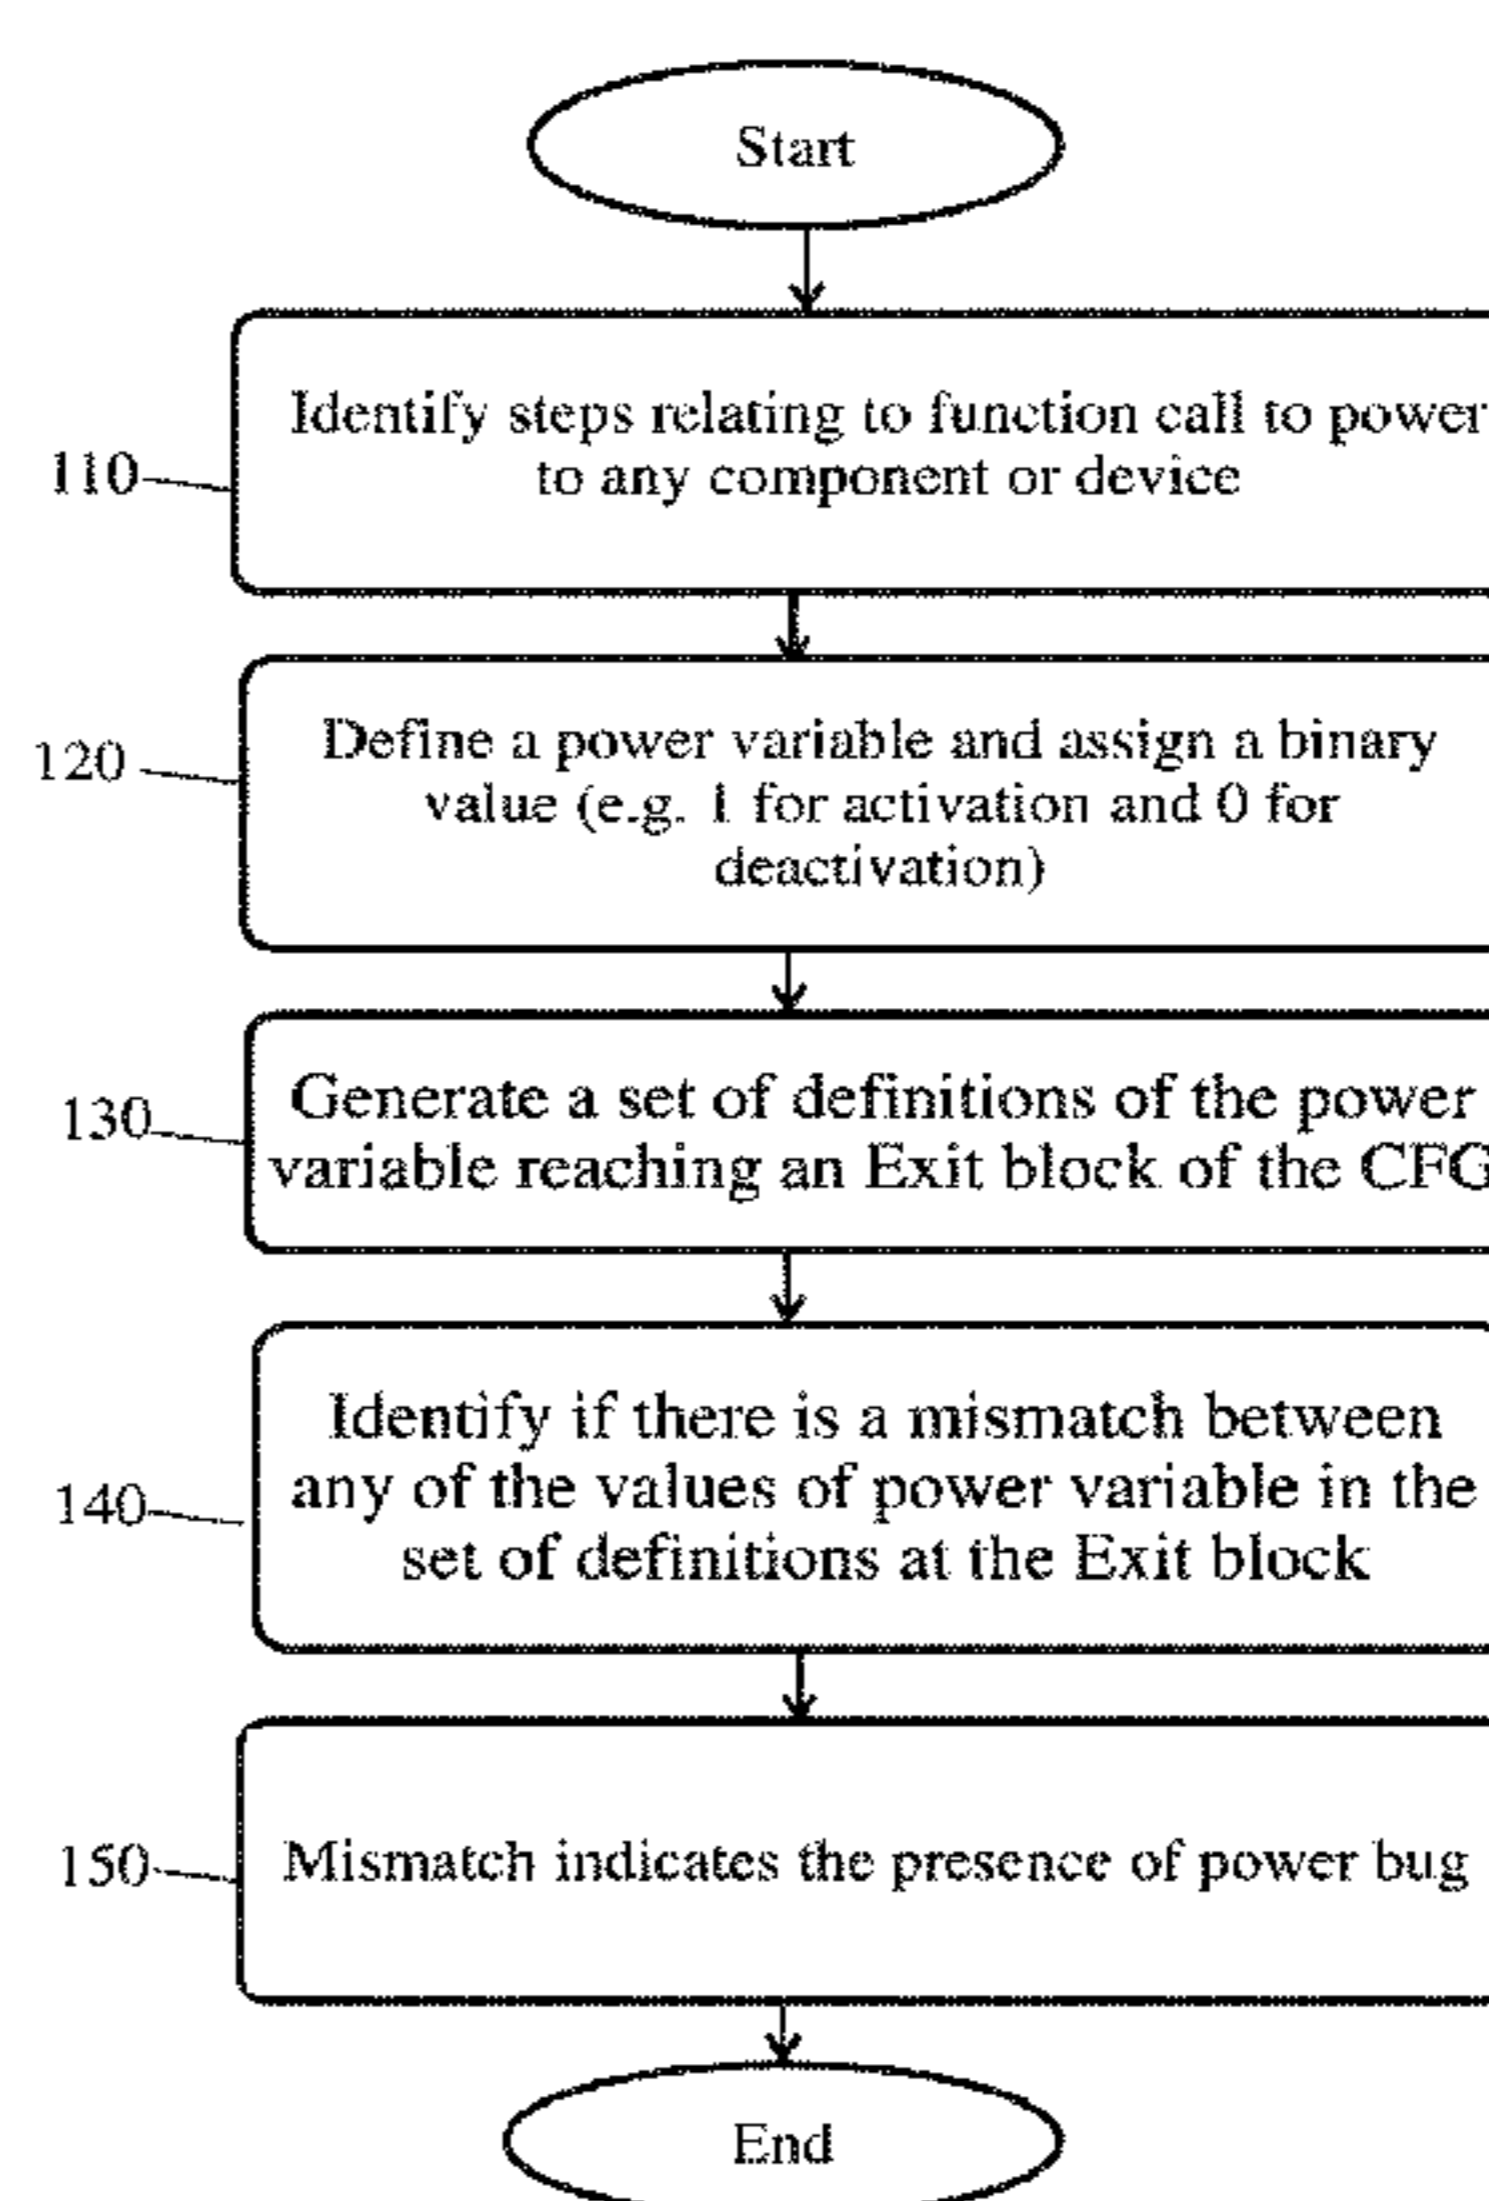 Start
110
Identify steps relating to function call to power
to any component or device
120
Define a power variable and assign a binary
value (e.g. 1 for activation and 0 for
deactivation)
130
Generate a set of definitions of the power
variable reaching an Exit block of the CFG
140
Identify if there is a mismatch between
any of the values of power variable in the
set of definitions at the Exit block
150
Mismatch indicates the presence of power bug
End